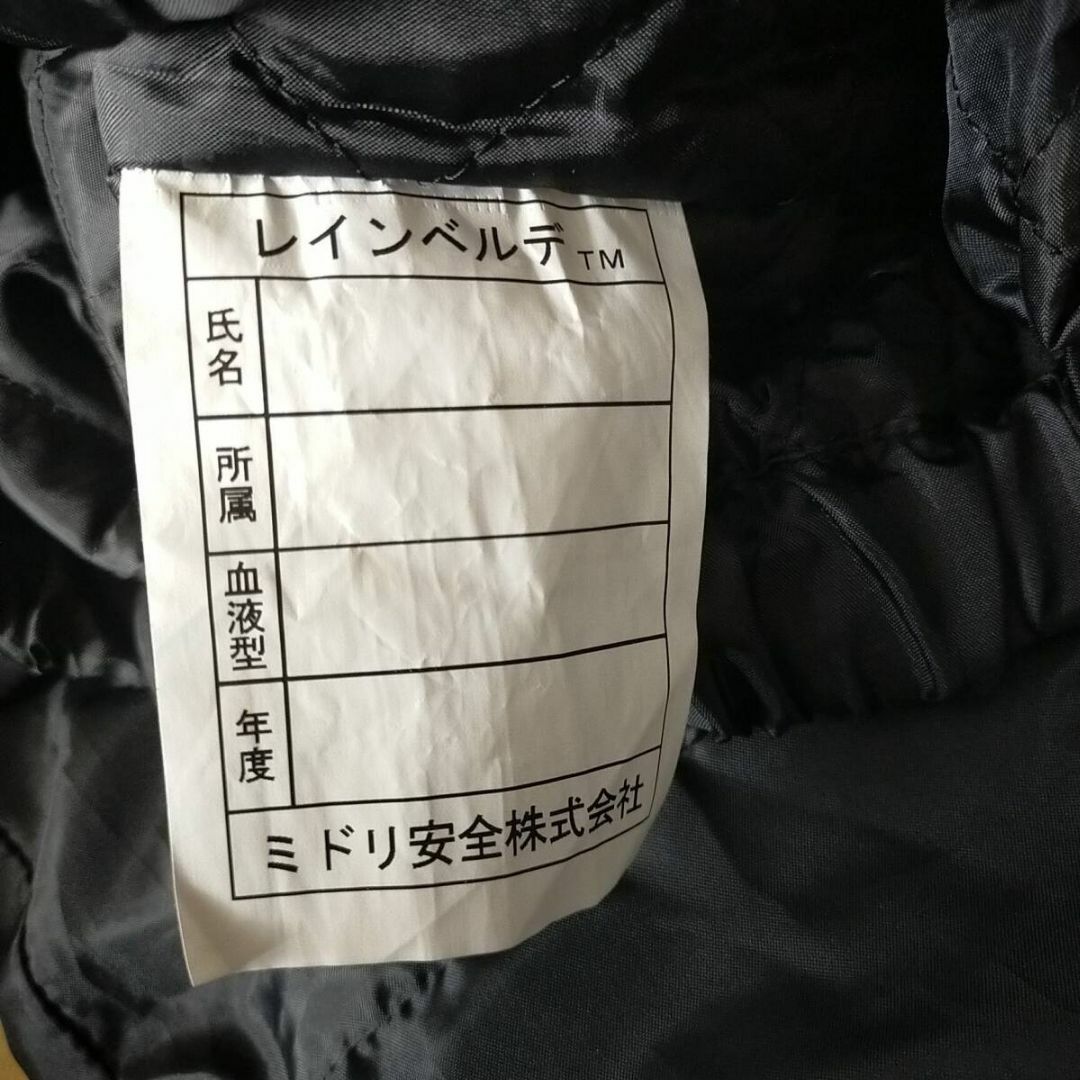 レインベルデTM
氏名
所属
血液型
年度
ミドリ安全株式会社